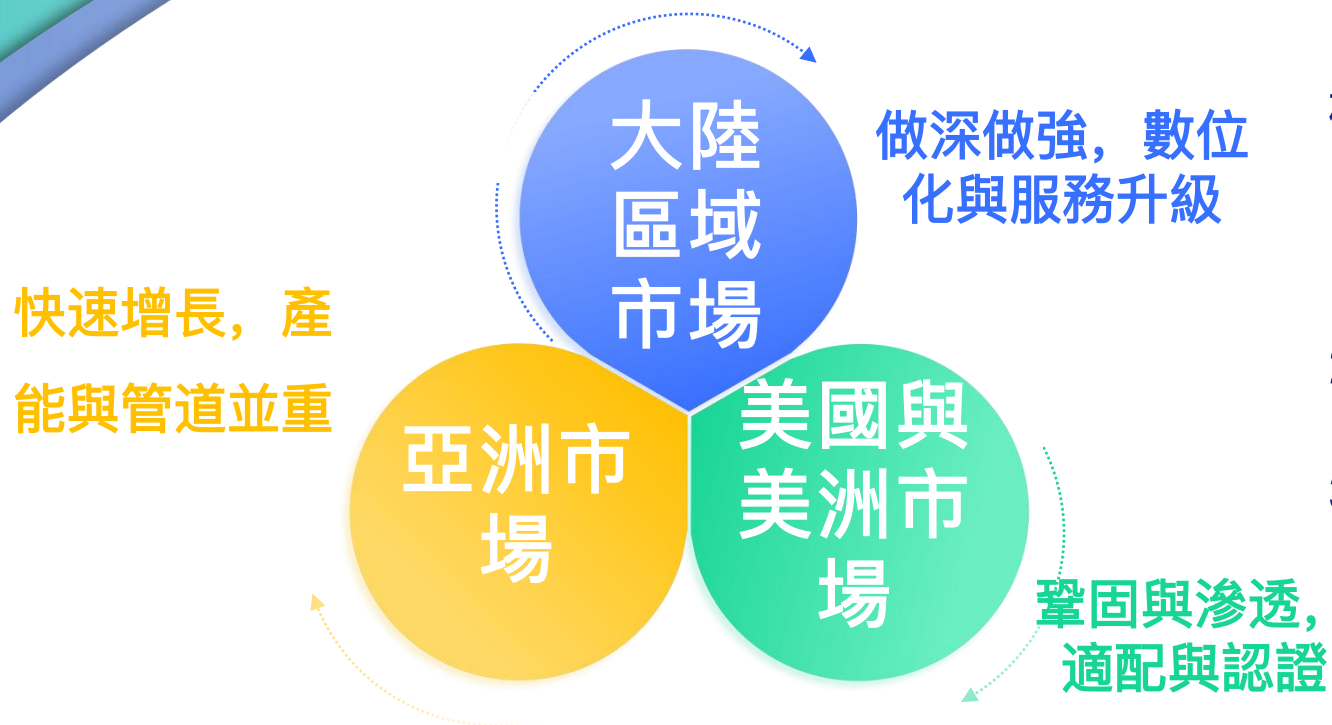 大陸
區域
市場
做深做強，數位
化與服務升級
快速增長，產
能與管道並重
亞洲市
場
美國與
美洲市
場
鞏固與滲透，
適配與認證